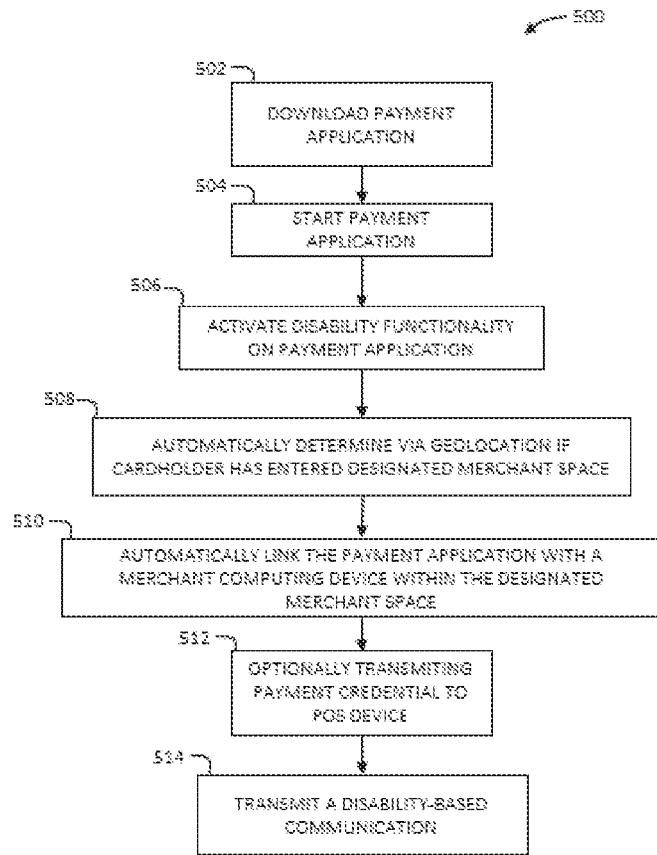 500
502
DOWNLOAD PAYMENT
APPLICATION
504
START PAYMENT
APPLICATION
506
ACTIVATE DISABILITY FUNCTIONALITY
ON PAYMENT APPLICATION
508
AUTOMATICALLY DETERMINE VIA GEOLOCATION IF
CARDHOLDER HAS ENTERED DESIGNATED MERCHANT SPACE
510
AUTOMATICALLY LINK THE PAYMENT APPLICATION WITH A
MERCHANT COMPUTING DEVICE WITHIN THE DESIGNATED
MERCHANT SPACE
512
OPTIONALLY TRANSMITING
PAYMENT CREDENTIAL TO
POS DEVICE
514
TRANSMIT A DISABILITY-BASED
COMMUNICATION